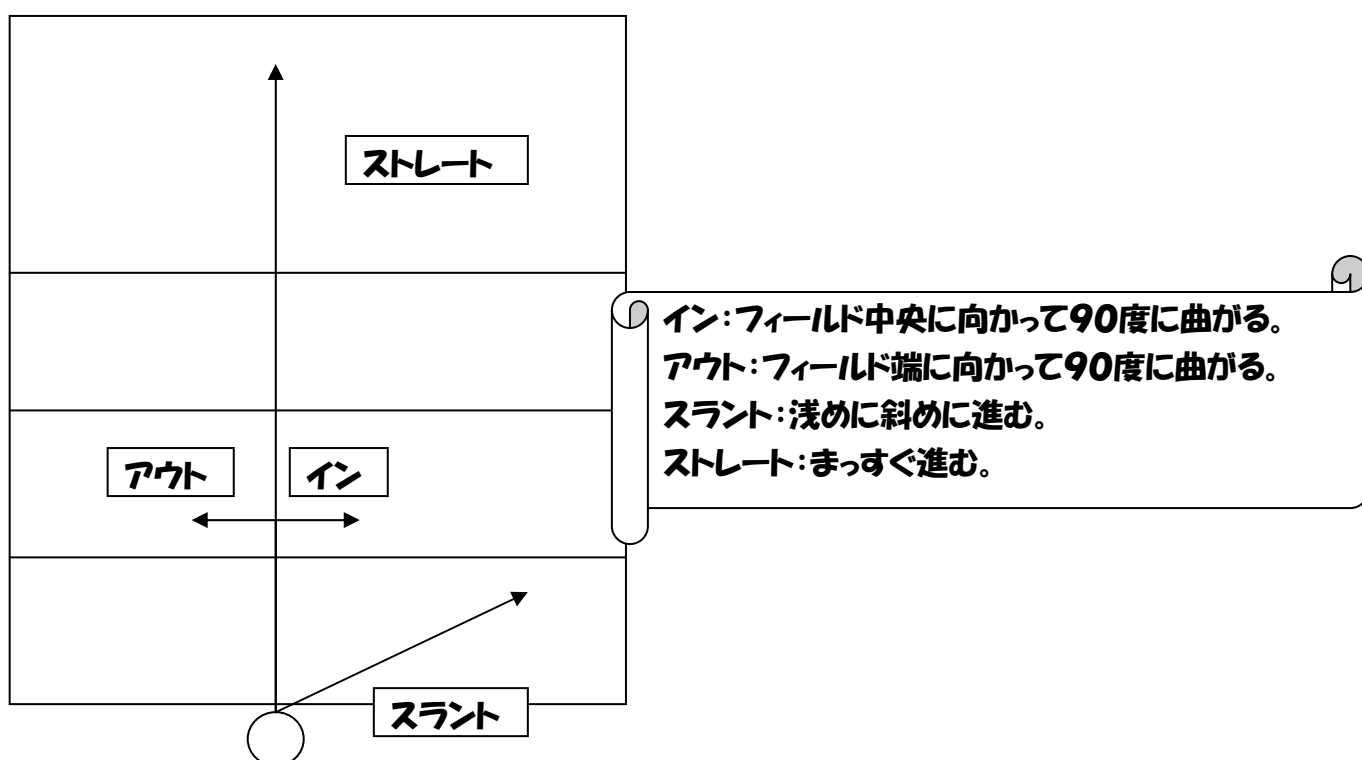 ストレート
イン：フィールド中央に向かって90度に曲がる。
アウト：フィールド端に向かって90度に曲がる。
スラント：浅めに斜めに進む。
ストレート：まっすぐ進む。
アウト
イン
スラント